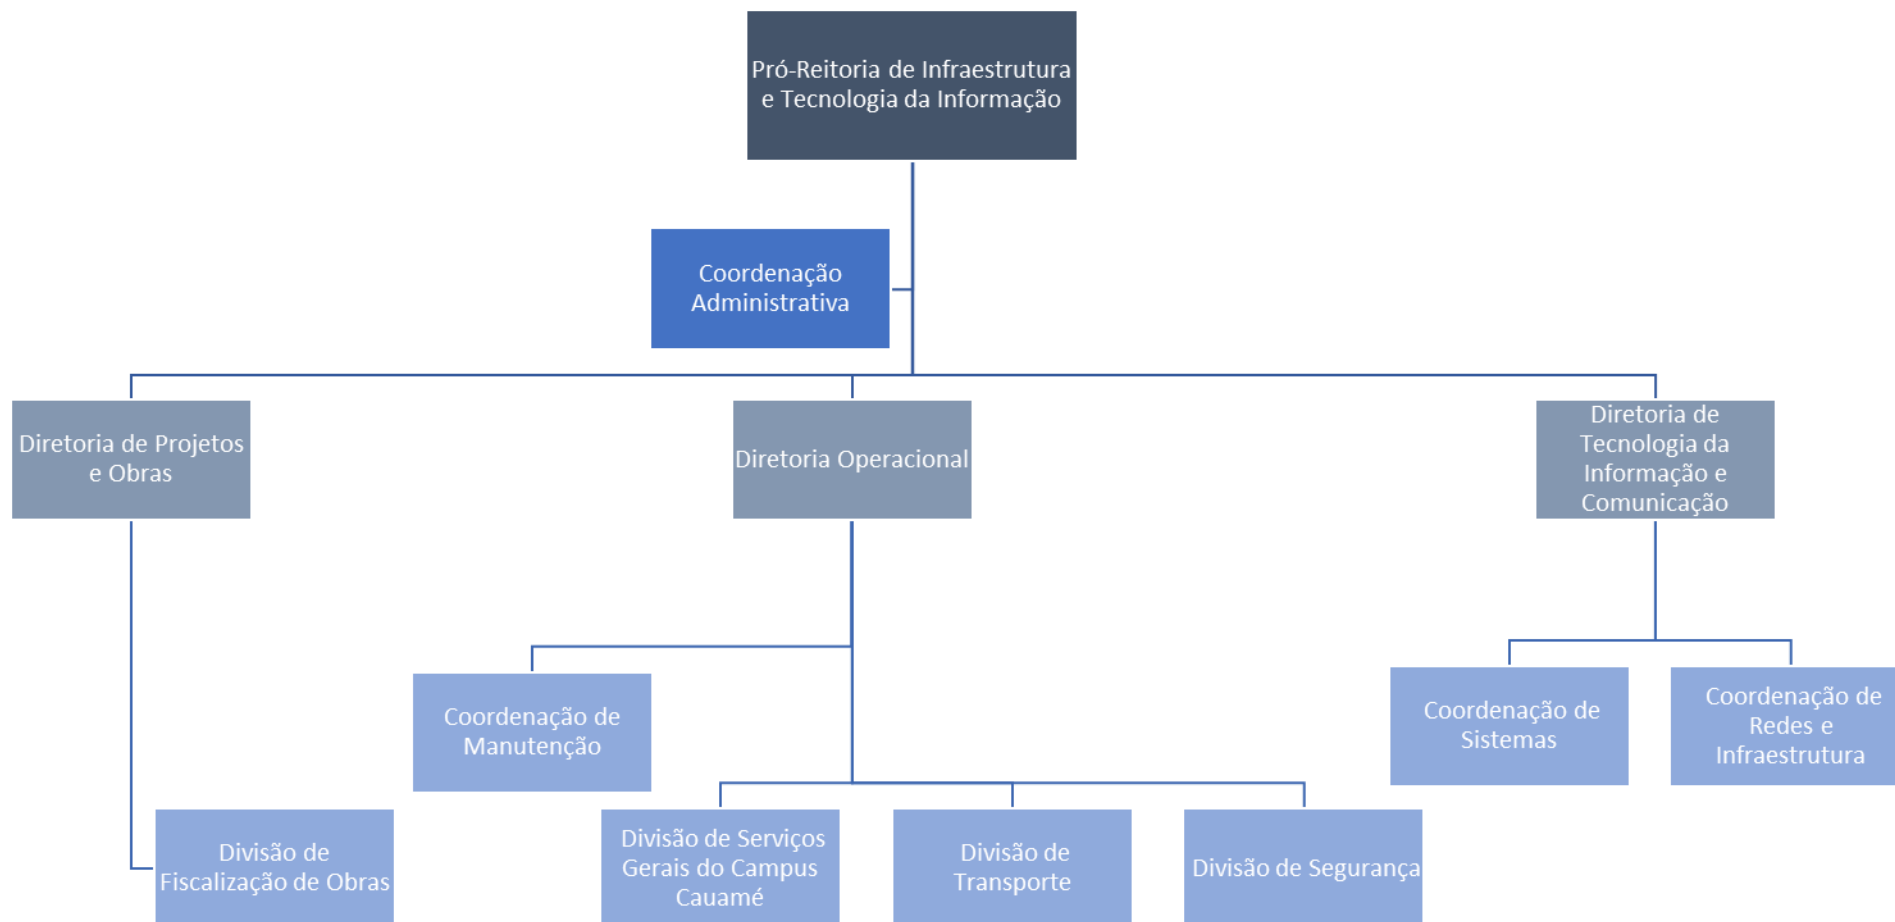 Pró-Reitoria de Infraestrutura
e Tecnologia da Informação
Coordenação
Administrativa
Diretoria de Projetos
e Obras
Diretoria Operacional
Diretoria de
Tecnologia da
Informação e
Comunicação
Coordenação de
Manutenção
Coordenação de
Sistemas
Coordenação de
Redes e
Infraestrutura
Divisão de
Fiscalização de Obras
Divisão de Serviços
Gerais do Campus
Cauamé
Divisão de
Transporte
Divisão de Segurança